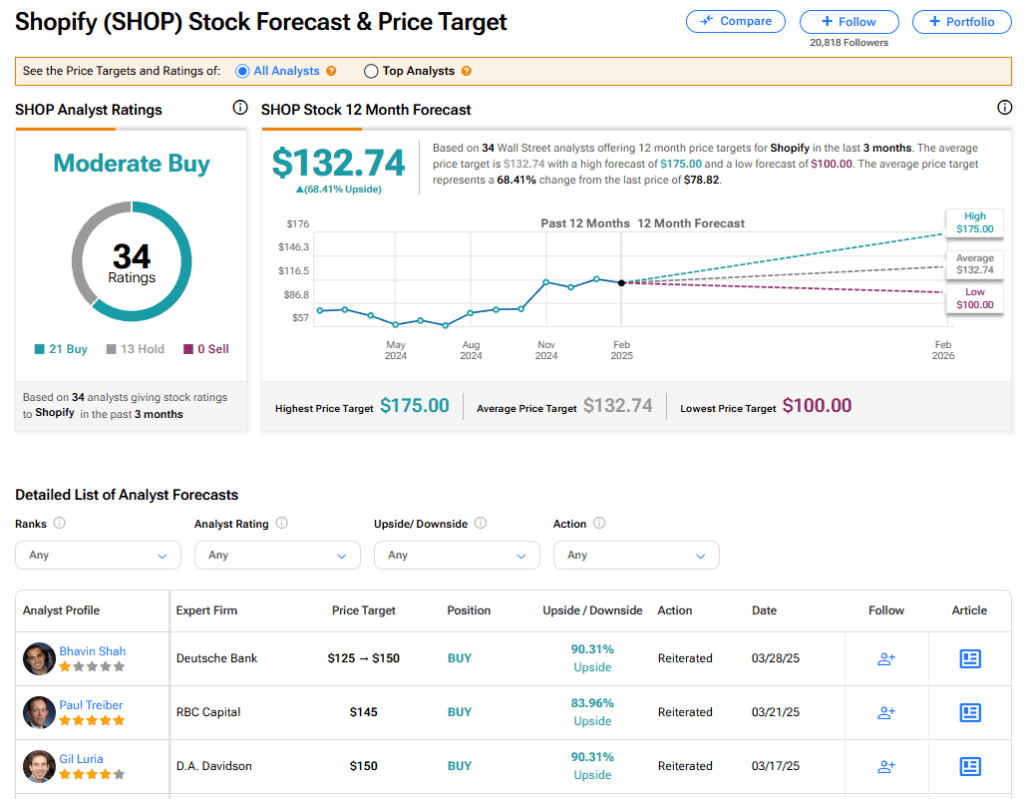 Shopify (SHOP) Stock Forecast & Price Target
Compare
+ Follow
+ Portfolio
20,818 Followers
See the Price Targets and Ratings of: All Analysts ? Top Analysts ?
SHOP Analyst Ratings
Moderate Buy
34
Ratings
21 Buy 13 Hold 0 Sell
Based on 34 analysts giving stock ratings
to Shopify in the past 3 months
SHOP Stock 12 Month Forecast
$132.74
▲(68.41% Upside)
Based on 34 Wall Street analysts offering 12 month price targets for Shopify in the last 3 months. The average
price target is $132.74 with a high forecast of $175.00 and a low forecast of $100.00. The average price target
represents a 68.41% change from the last price of $78.82.
Past 12 Months 12 Month Forecast
$176
$146.3
$116.5
$86.8
$57
High
$175.00
Average
$132.74
Low
$100.00
May
2024
Aug
2024
Nov
2024
Feb
2025
Feb
2026
Highest Price Target $175.00 Average Price Target $132.74 Lowest Price Target $100.00
Detailed List of Analyst Forecasts
Ranks Analyst Rating Upside/ Downside Action
Any Any Any Any
Analyst Profile Expert Firm Price Target Position Upside / Downside Action Date Follow Article
Bhavin Shah Deutsche Bank $125 → $150 BUY 90.31% Upside Reiterated 03/28/25
Paul Treiber RBC Capital $145 BUY 83.96% Upside Reiterated 03/21/25
Gil Luria D.A. Davidson $150 BUY 90.31% Upside Reiterated 03/17/25